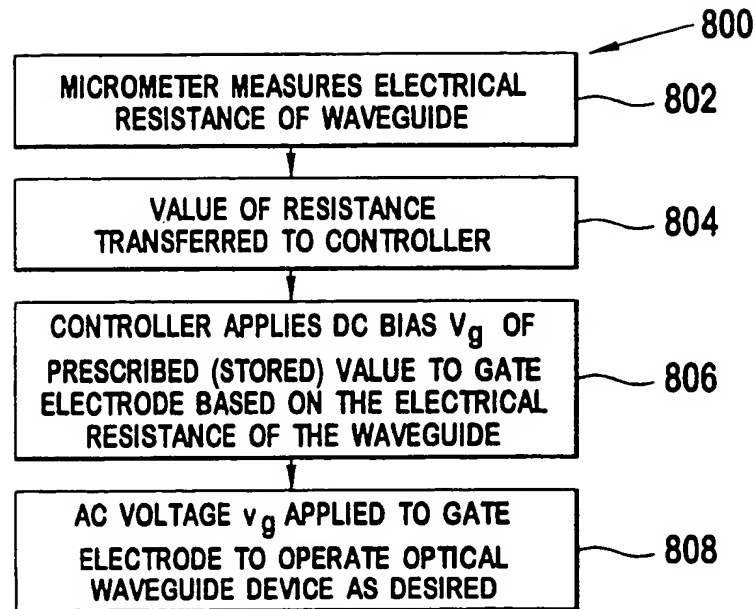 800
MICROMETER MEASURES ELECTRICAL
RESISTANCE OF WAVEGUIDE
802
VALUE OF RESISTANCE
TRANSFERRED TO CONTROLLER
804
CONTROLLER APPLIES DC BIAS Vg OF
PRESCRIBED (STORED) VALUE TO GATE
ELECTRODE BASED ON THE ELECTRICAL
RESISTANCE OF THE WAVEGUIDE
806
AC VOLTAGE vg APPLIED TO GATE
ELECTRODE TO OPERATE OPTICAL
WAVEGUIDE DEVICE AS DESIRED
808